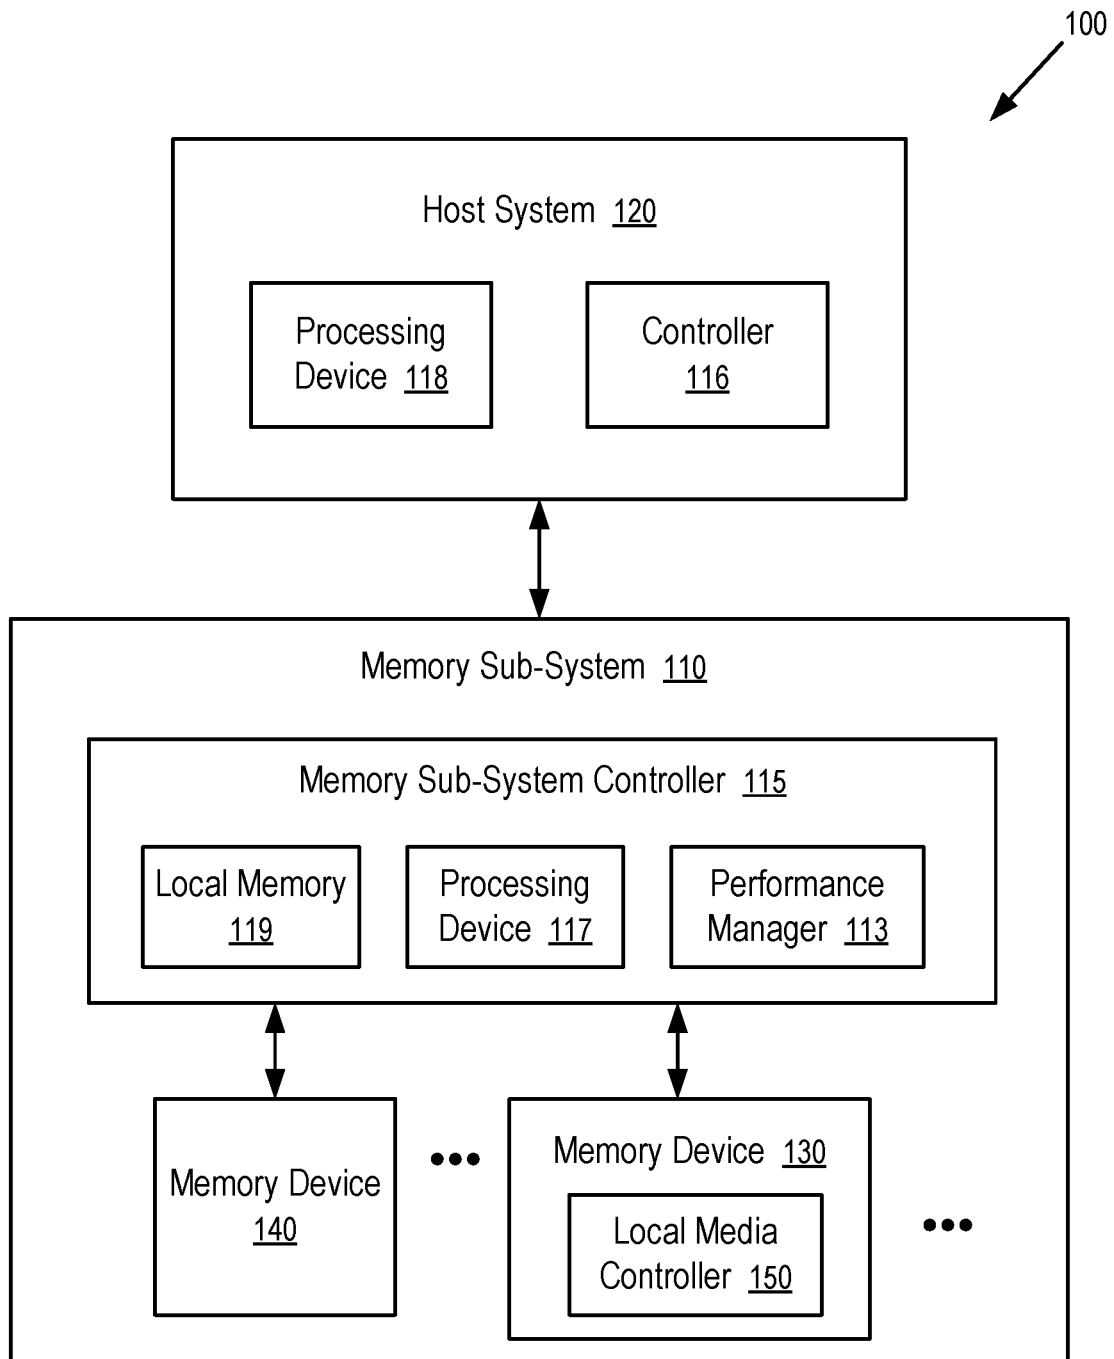 100
Host System 120
Processing
Device 118
Controller
116
Memory Sub-System 110
Memory Sub-System Controller 115
Local Memory
119
Processing
Device 117
Performance
Manager 113
Memory Device
140
Memory Device 130
Local Media
Controller 150